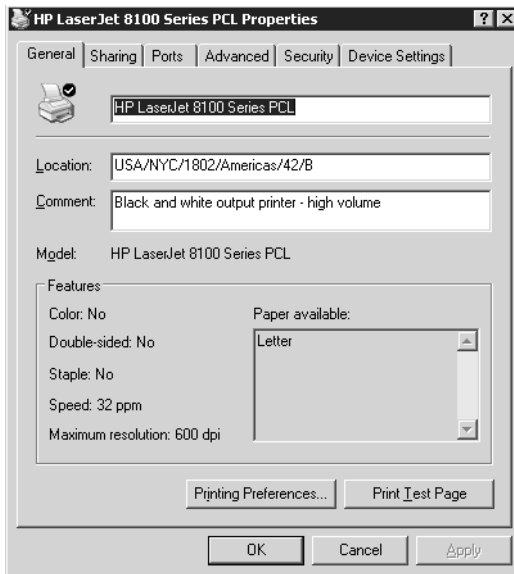 HP LaserJet 8100 Series PCL Properties
General Sharing Ports Advanced Security Device Settings
HP LaserJet 8100 Series PCL
Location: USA/NYC/1802/Americas/42/B
Comment: Black and white output printer - high volume
Model: HP LaserJet 8100 Series PCL
Features
Color: No
Paper available:
Double-sided: No
Letter
Staple: No
Speed: 32 ppm
Maximum resolution: 600 dpi
Printing Preferences... Print Test Page
OK Cancel Apply